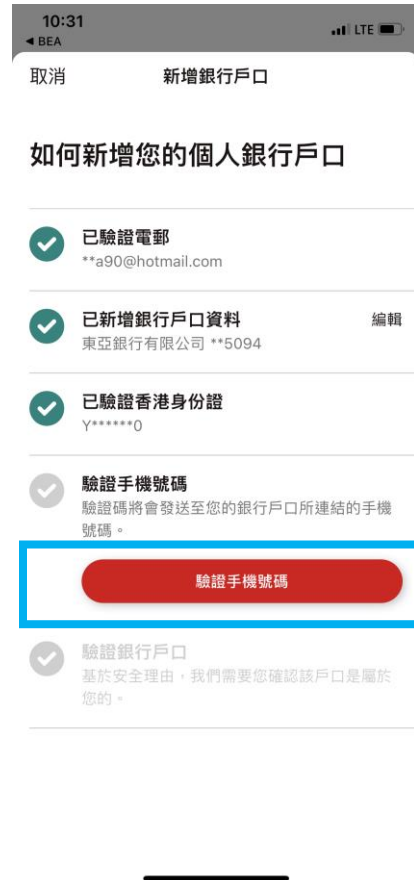 10:31
LTE
◀ BEA
取消
新增銀行戶口
如何新增您的個人銀行戶口
已驗證電郵
**a90@hotmail.com
已新增銀行戶口資料
編輯
東亞銀行有限公司 **5094
已驗證香港身份證
Y******0
驗證手機號碼
驗證碼將會發送至您的銀行戶口所連結的手機
號碼。
驗證手機號碼
驗證銀行戶口
基於安全理由，我們需要您確認該戶口是屬於
您的。